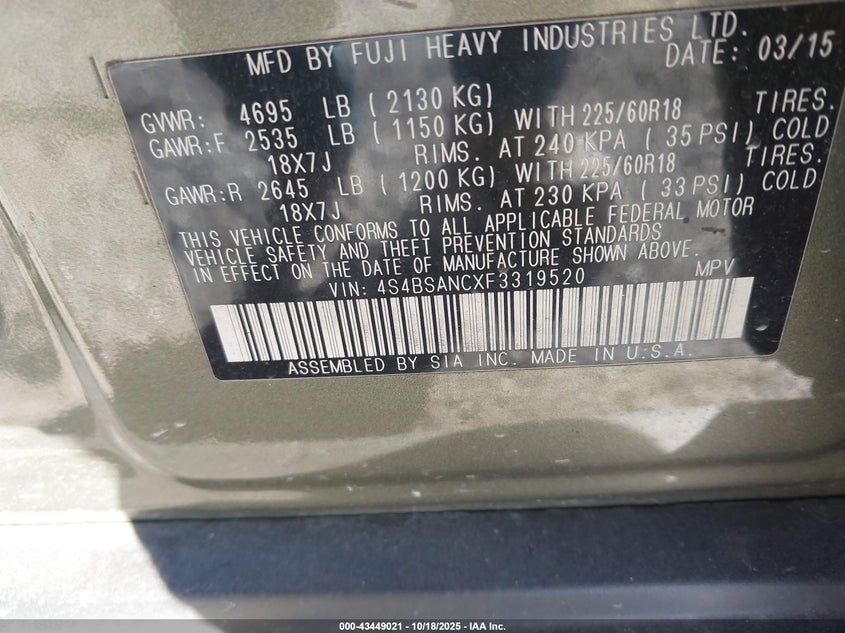 MFD BY FUJI HEAVY INDUSTRIES LTD.
DATE: 03/15
GVWR: 4695 LB ( 2130 KG)
GAWR:F 2535 LB ( 1150 KG) WITH 225/60R18 TIRES.
18X7J RIMS. AT 240 KPA ( 35 PSI) COLD
GAWR:R 2645 LB ( 1200 KG) WITH 225/60R18 TIRES.
18X7J RIMS. AT 230 KPA ( 33 PSI) COLD
THIS VEHICLE CONFORMS TO ALL APPLICABLE FEDERAL MOTOR
VEHICLE SAFETY AND THEFT PREVENTION STANDARDS
IN EFFECT ON THE DATE OF MANUFACTURE SHOWN ABOVE.
VIN: 4S4BSANCXF3319520 MPV
ASSEMBLED BY SIA INC. MADE IN U.S.A.
000-43449021 - 10/18/2025 - IAA Inc.